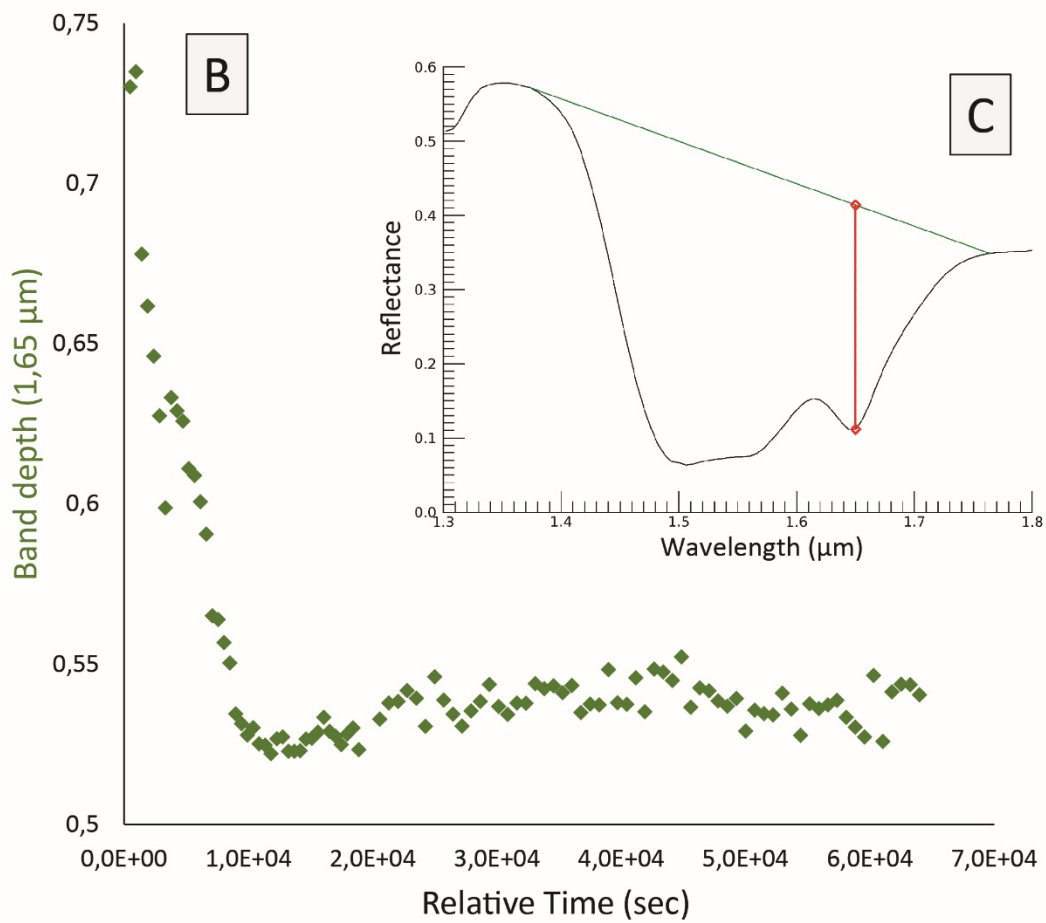 B
Band depth (1,65 μm)
0,75
0,7
0,65
0,6
0,55
0,5
0,0E+00 1,0E+04 2,0E+04 3,0E+04 4,0E+04 5,0E+04 6,0E+04 7,0E+04
Relative Time (sec)
C
Reflectance
0.6
0.5
0.4
0.3
0.2
0.1
0.0
1.3 1.4 1.5 1.6 1.7 1.8
Wavelength (μm)